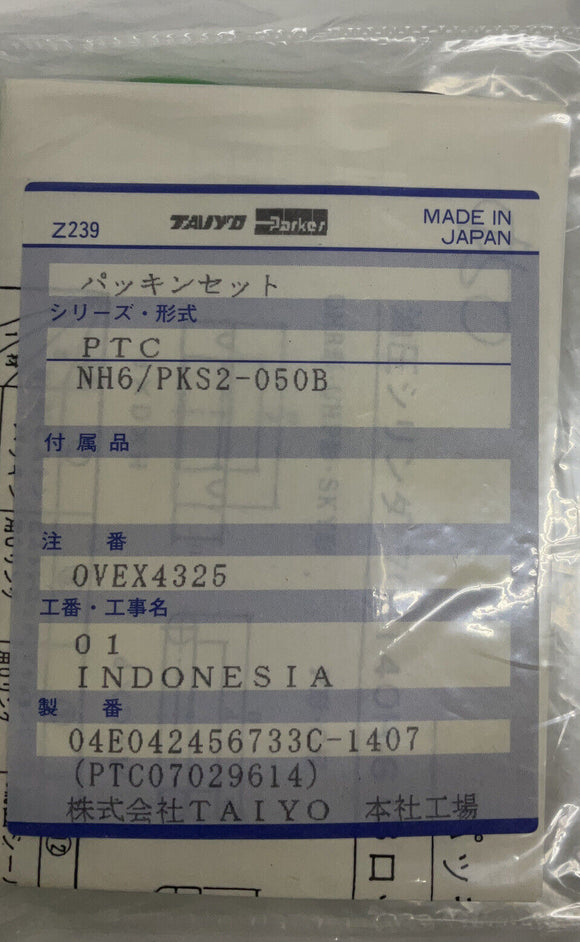 Z239
TAIYO Parker
MADE IN
JAPAN
パッキンセット
シリーズ・形式
PTC
NH6/PKS2-050B
付属品
注 番
OVEX4325
工番・工事名
01
INDONESIA
製 番
04E042456733C-1407
(PTC07029614)
株式会社TAIYO 本社工場